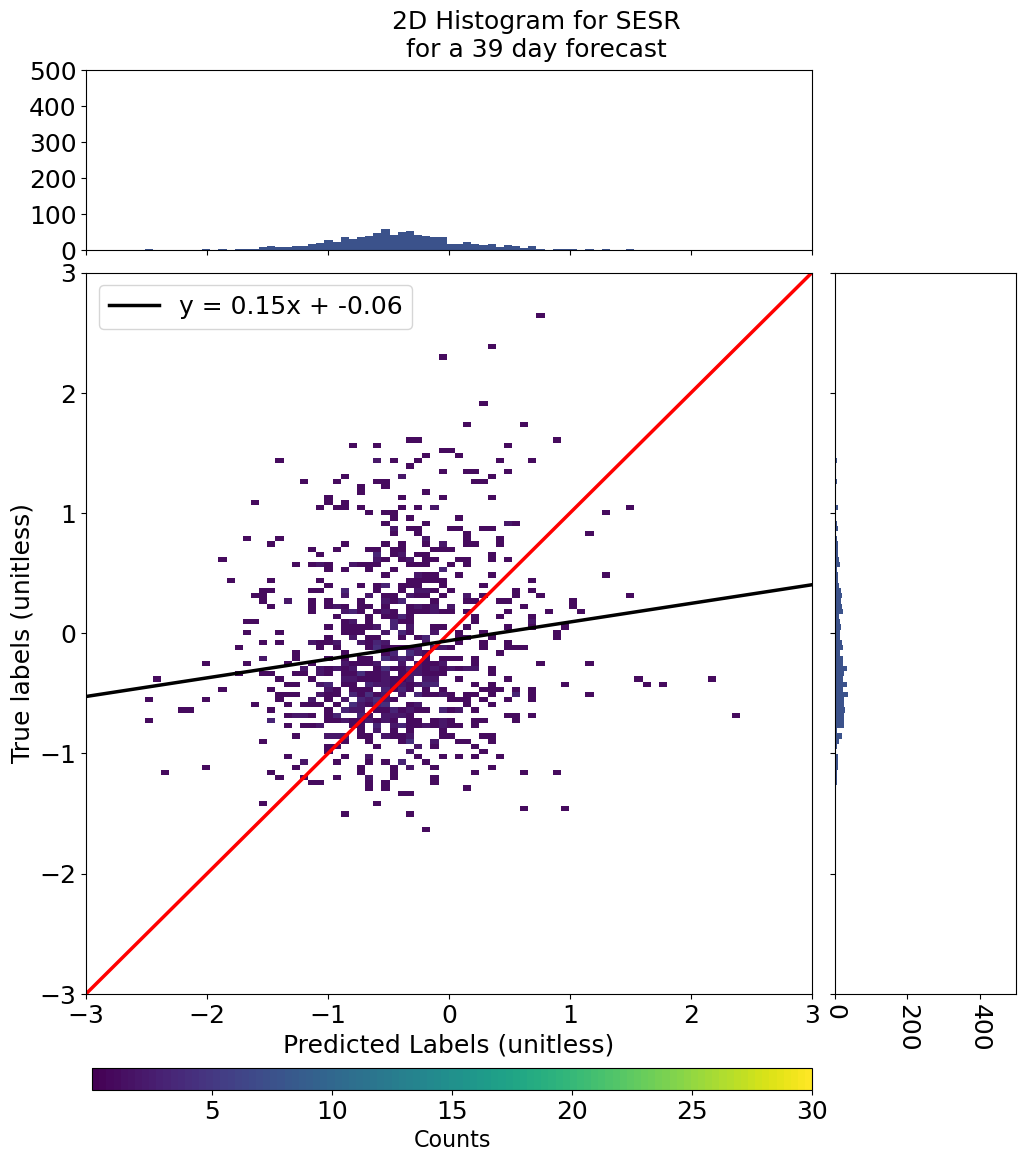 2D Histogram for SESR
for a 39 day forecast
500
400
300
200
100
0
3
2
1
0
−1
−2
−3
True labels (unitless)
y = 0.15x + -0.06
−3 −2 −1 0 1 2 3
Predicted Labels (unitless)
0 200 400
5 10 15 20 25 30
Counts